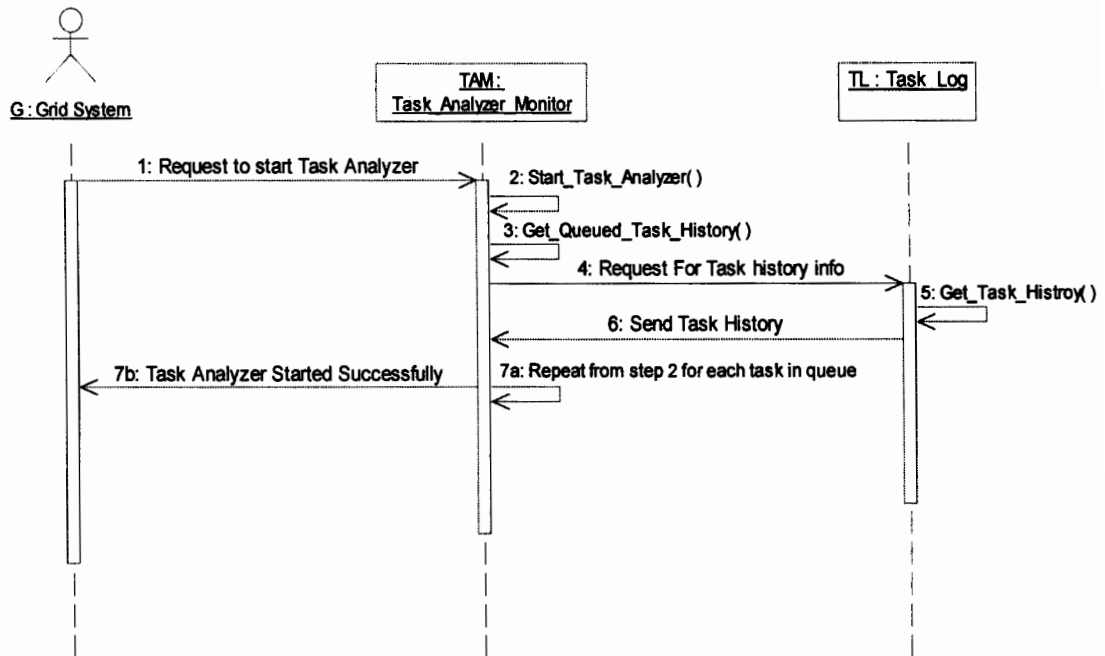 G : Grid System
TAM :
Task_Analyzer_Monitor
TL : Task_Log
1: Request to start Task Analyzer
2: Start_Task_Analyzer( )
3: Get_Queued_Task_History( )
4: Request For Task history info
5: Get_Task_Histroy( )
6: Send Task History
7b: Task Analyzer Started Successfully
7a: Repeat from step 2 for each task in queue